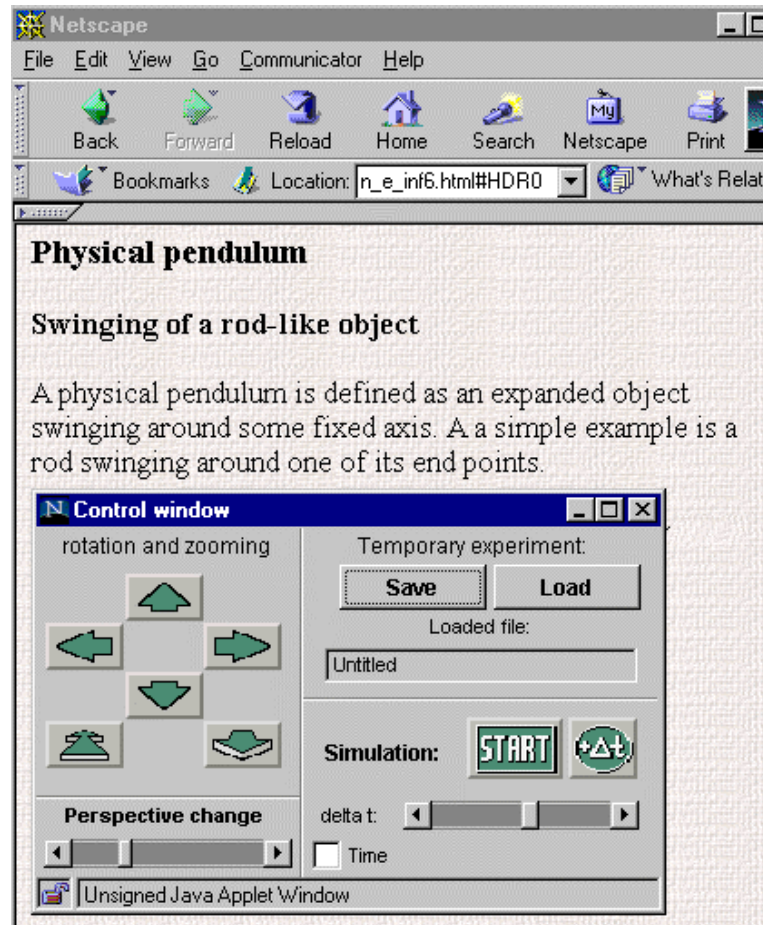 Netscape
File Edit View Go Communicator Help
Back Forward Reload Home Search My Netscape Print
Bookmarks Location: n_e_inf6.html#HDR0 What's Relat
Physical pendulum
Swinging of a rod-like object
A physical pendulum is defined as an expanded object
swinging around some fixed axis. A a simple example is a
rod swinging around one of its end points.
N Control window
rotation and zooming
Temporary experiment:
Save Load
Loaded file:
Untitled
Simulation: START +Δt
Perspective change
delta t:
Time
Unsigned Java Applet Window